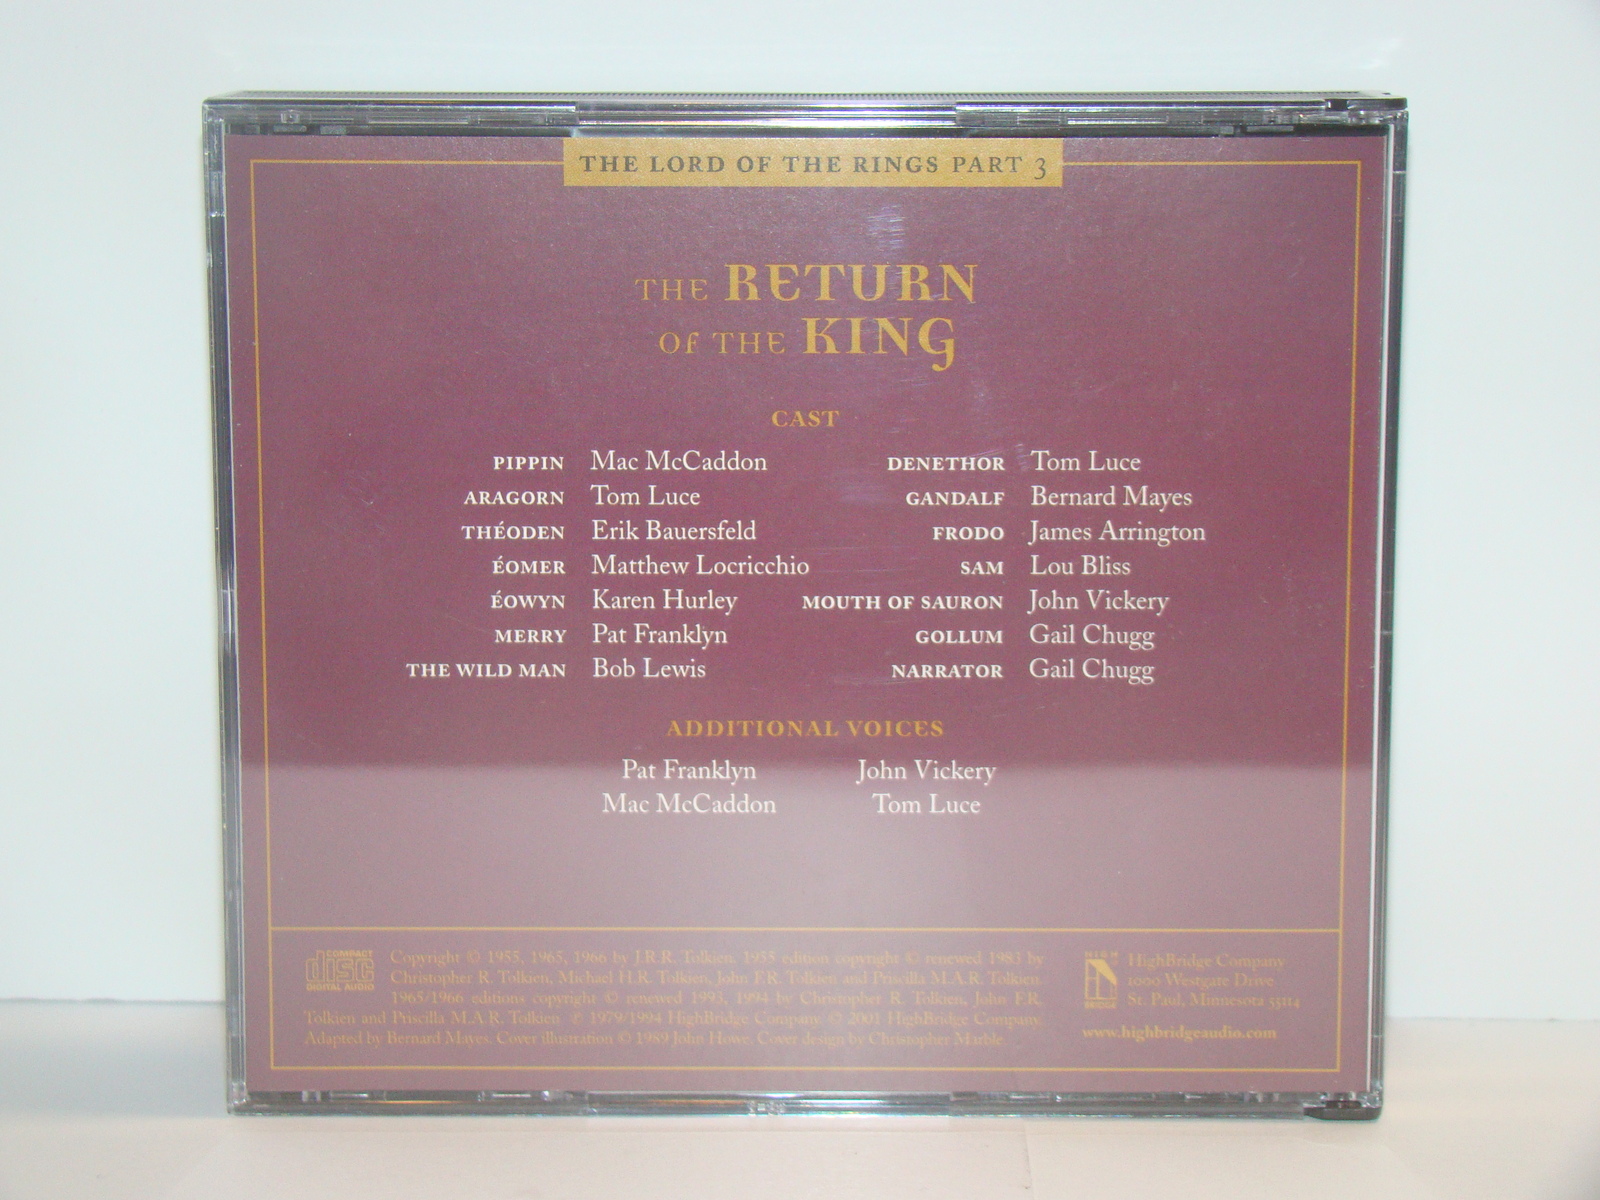 THE LORD OF THE RINGS PART 3
THE RETURN
OF THE KING
CAST
PIPPIN Mac McCaddon
ARAGORN Tom Luce
THÉODEN Erik Bauersfeld
ÉOMER Matthew Locricchio
ÉOWYN Karen Hurley
MERRY Pat Franklyn
THE WILD MAN Bob Lewis
DENETHOR Tom Luce
GANDALF Bernard Mayes
FRODO James Arrington
SAM Lou Bliss
MOUTH OF SAURON John Vickery
GOLLUM Gail Chugg
NARRATOR Gail Chugg
ADDITIONAL VOICES
Pat Franklyn John Vickery
Mac McCaddon Tom Luce
COMPACT
disc
DIGITAL AUDIO
Copyright © 1955, 1965, 1966 by J.R.R. Tolkien. 1955 edition copyright © renewed 1983 by
Christopher R. Tolkien, Michael H.R. Tolkien, John F.R. Tolkien and Priscilla M.A.R. Tolkien.
1965/1966 editions copyright © renewed 1993, 1994 by Christopher R. Tolkien, John F.R.
Tolkien and Priscilla M.A.R. Tolkien. ℗ 1979/1994 HighBridge Company. © 2001 HighBridge Company.
Adapted by Bernard Mayes. Cover illustration © 1989 John Howe. Cover design by Christopher Marble.
HIGH
BRIDGE
HighBridge Company
1000 Westgate Drive
St. Paul, Minnesota 55114
www.highbridgeaudio.com